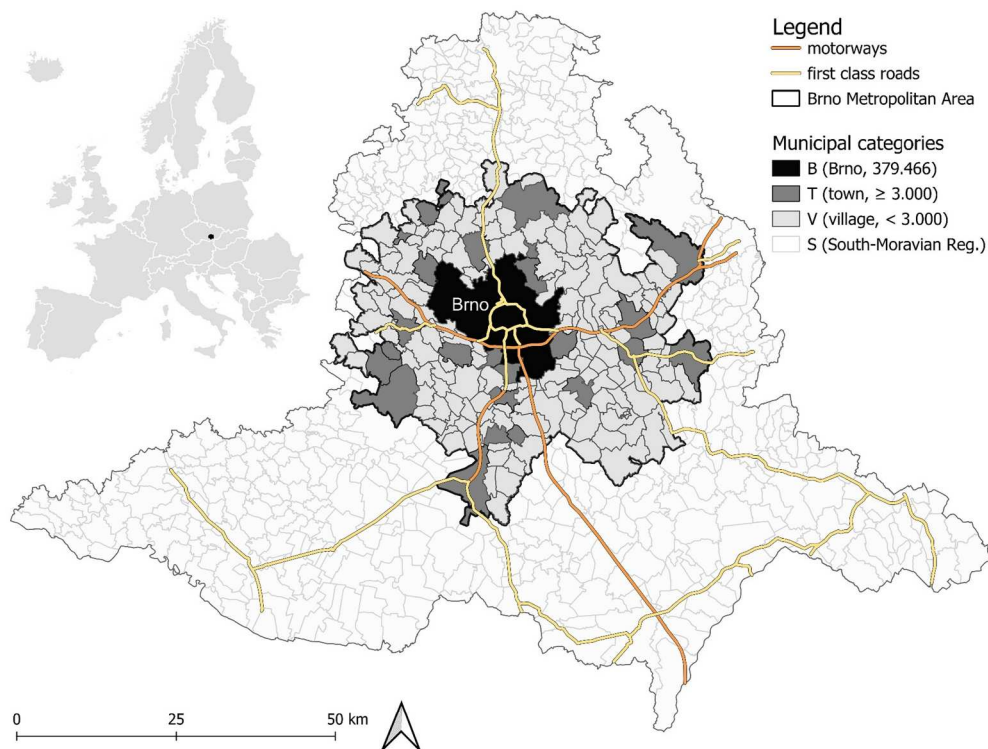 Legend
motorways
first class roads
Brno Metropolitan Area
Municipal categories
B (Brno, 379.466)
T (town, ≥ 3.000)
V (village, < 3.000)
S (South-Moravian Reg.)
Brno
0 25 50 km